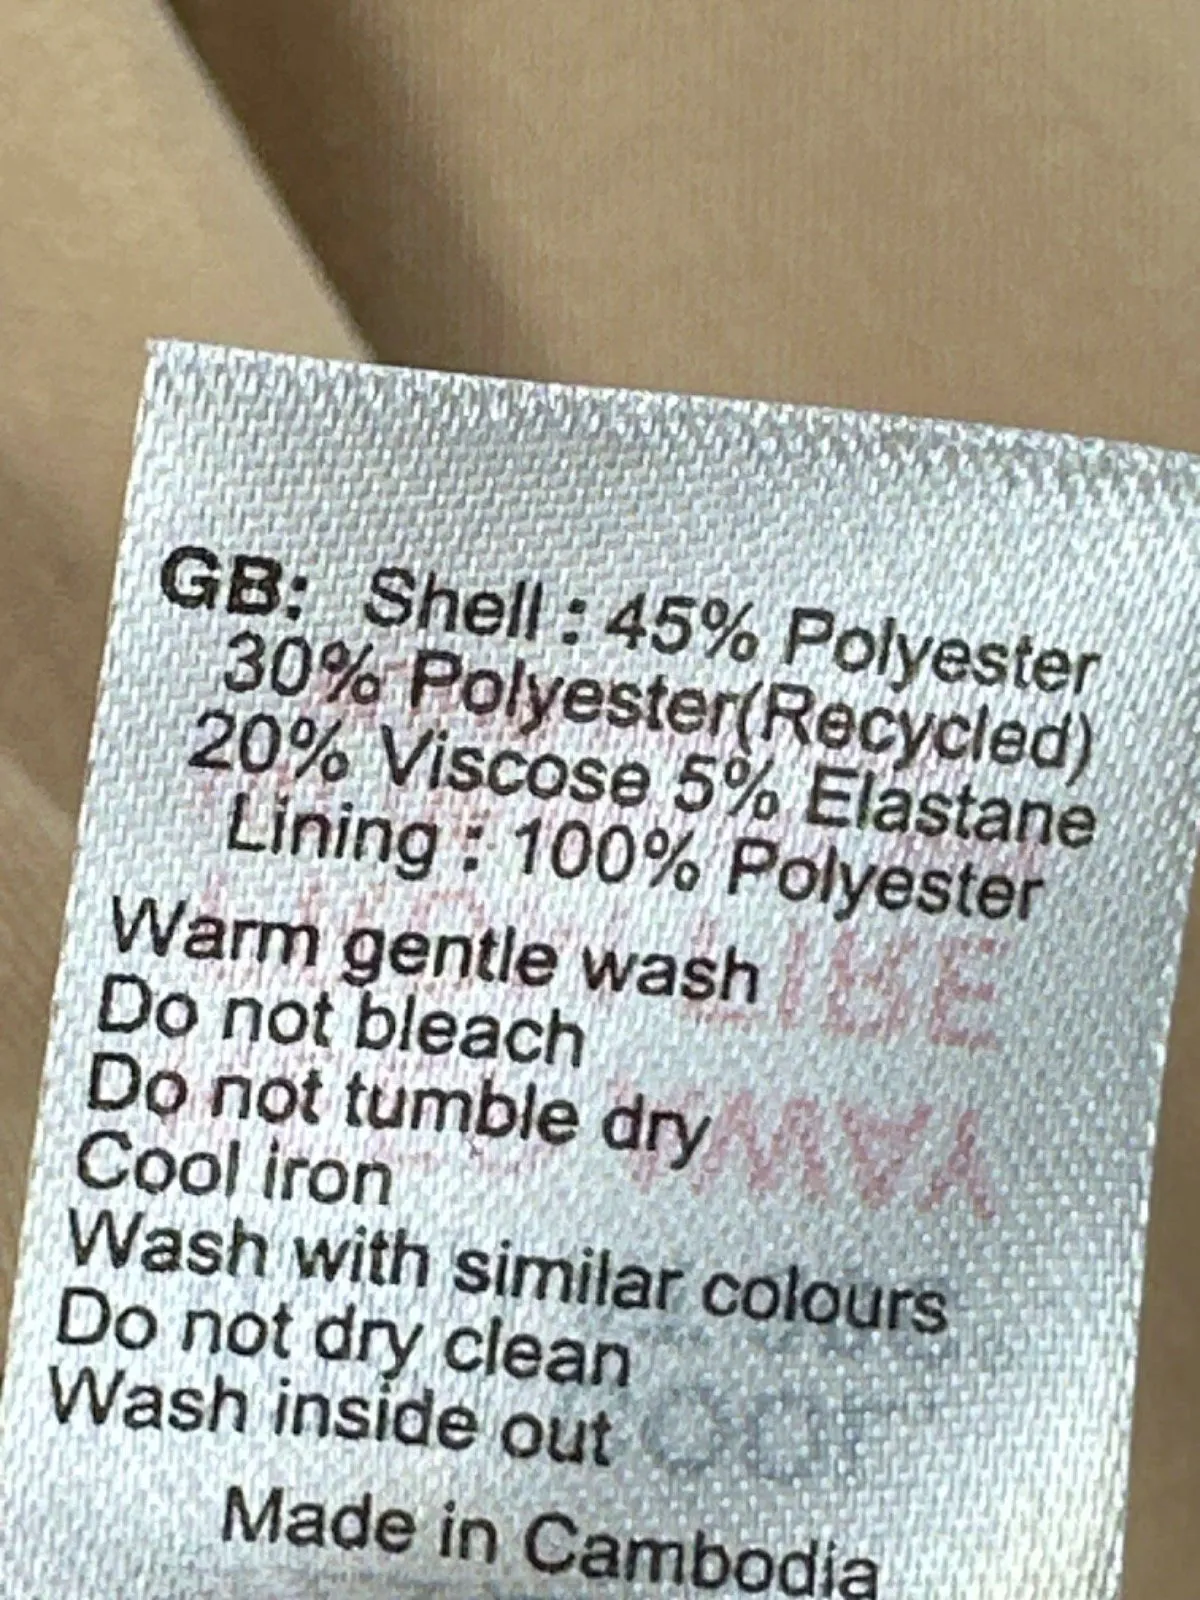 GB: Shell : 45% Polyester
30% Polyester(Recycled)
20% Viscose 5% Elastane
Lining : 100% Polyester
Warm gentle wash
Do not bleach
Do not tumble dry
Cool iron
Wash with similar colours
Do not dry clean
Wash inside out
Made in Cambodia